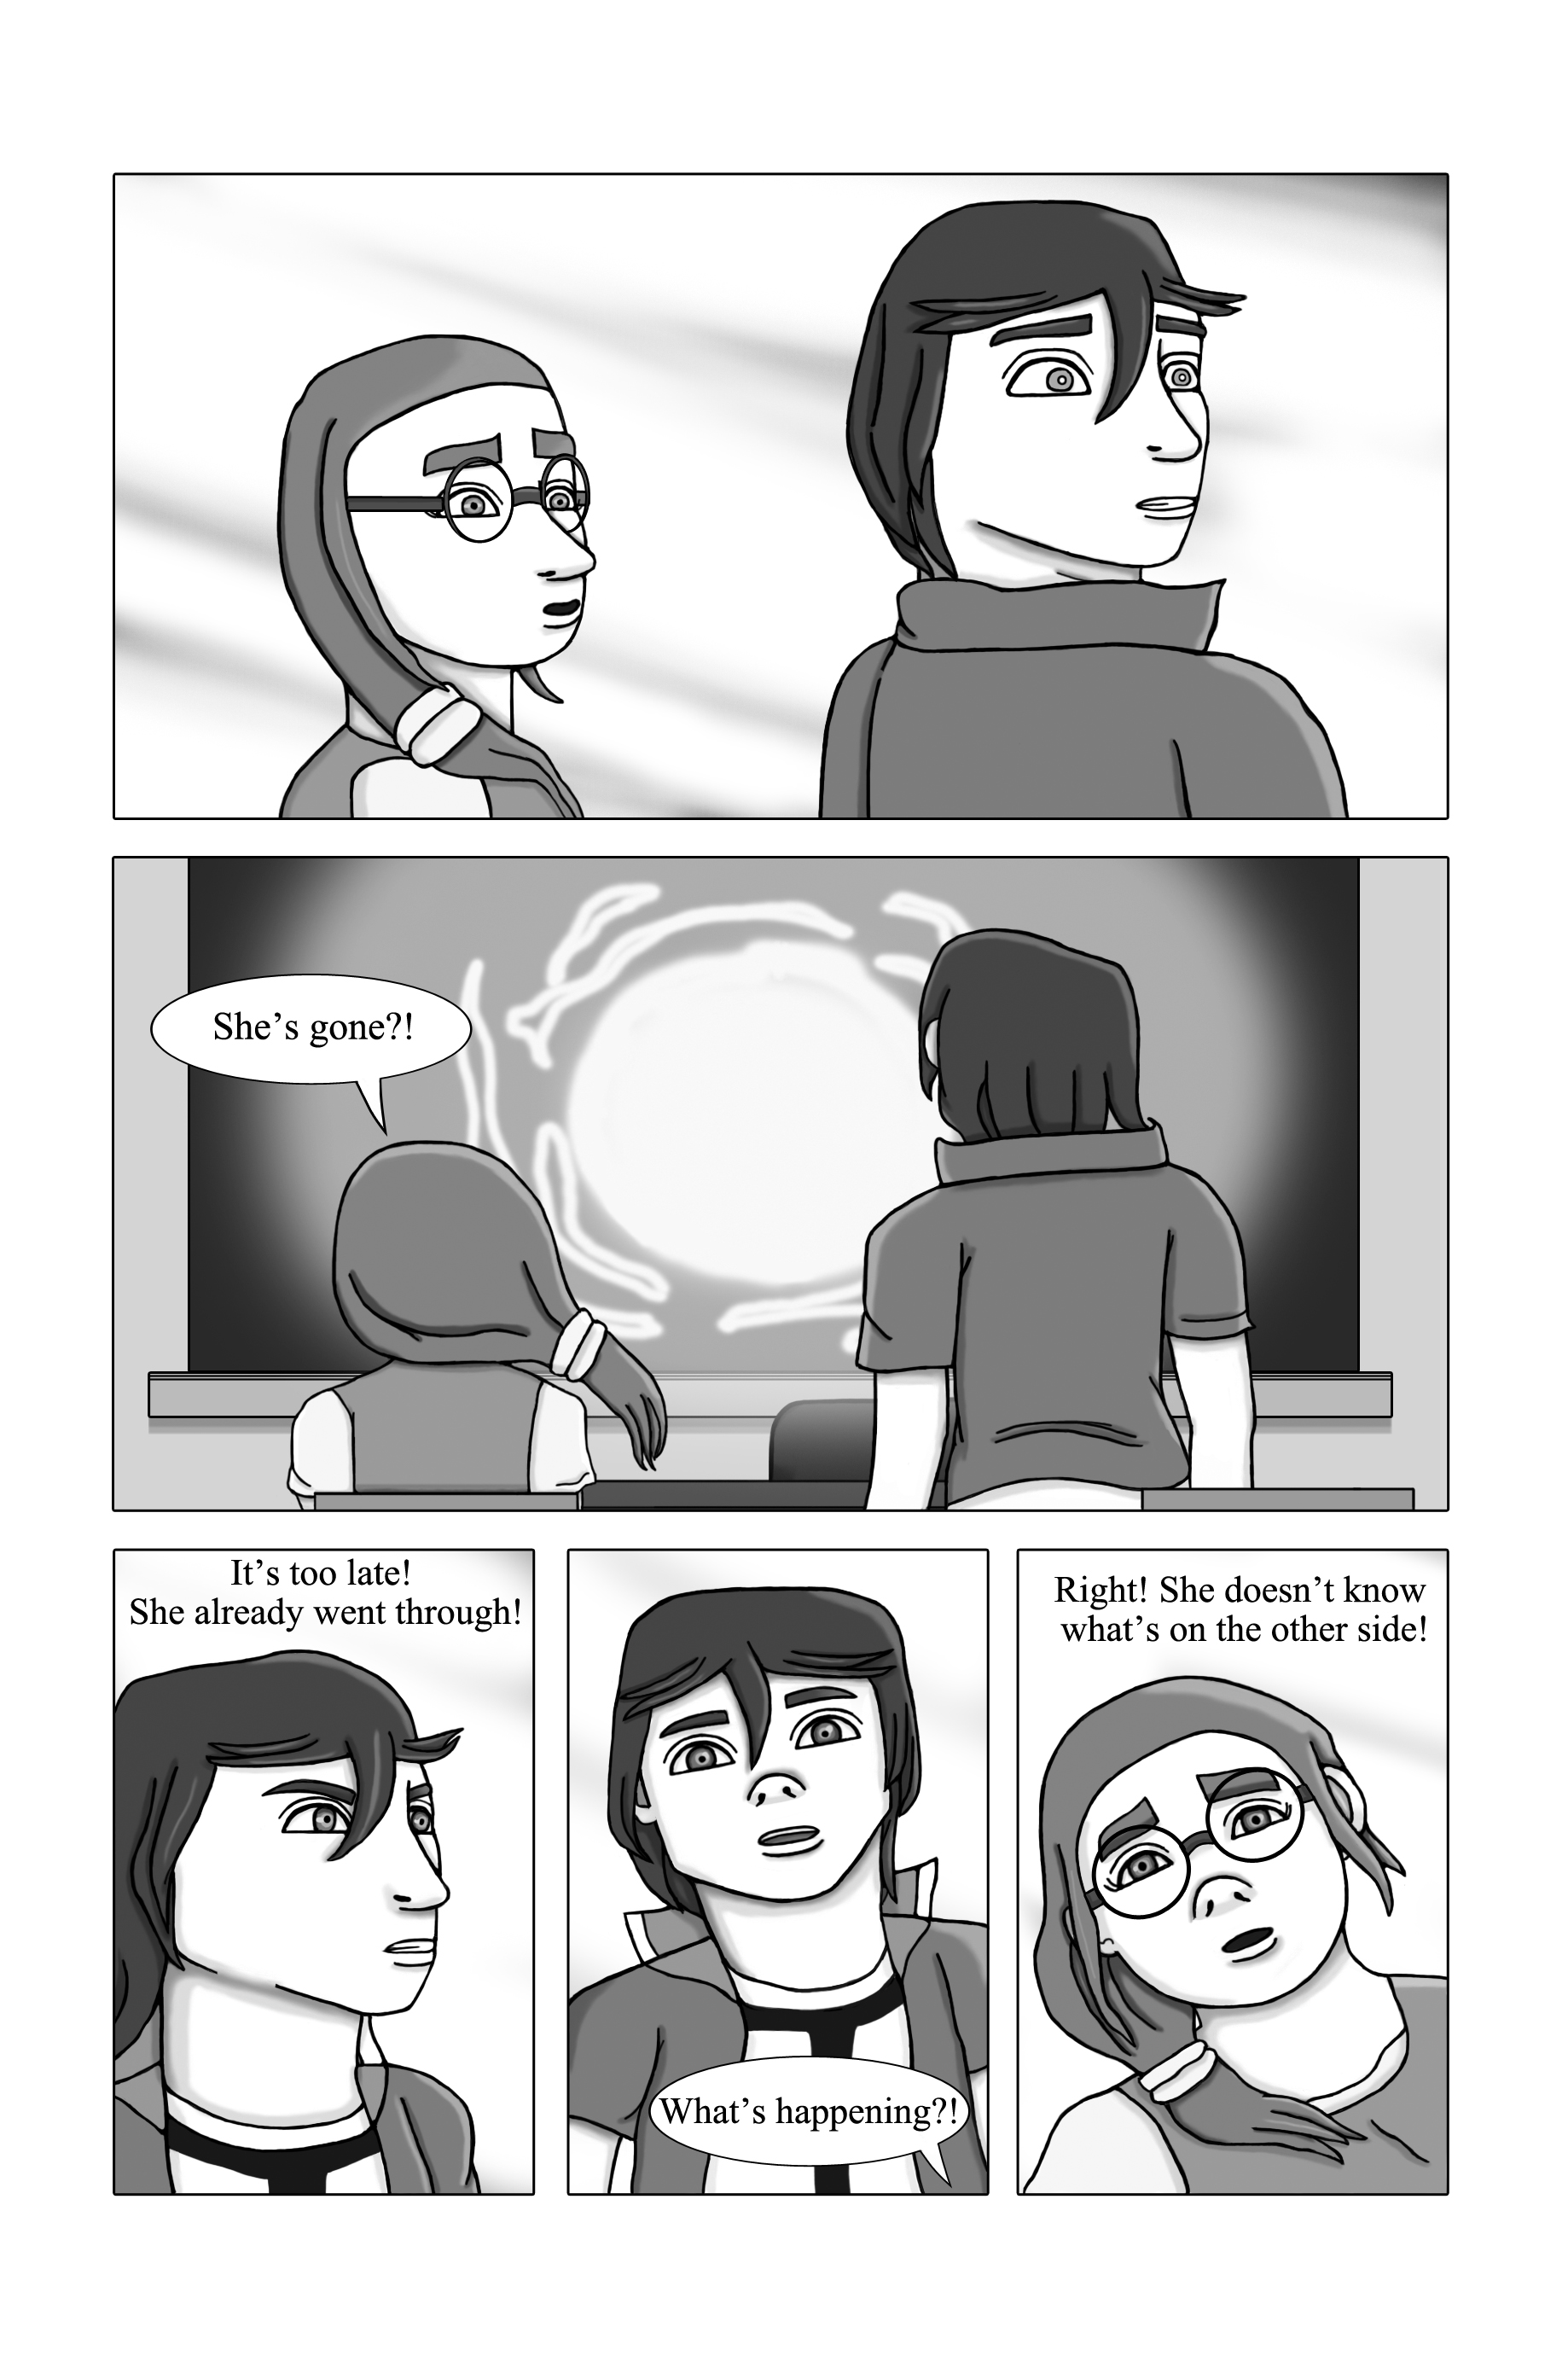 She’s gone?!
It’s too late!
She already went through!
What’s happening?!
Right! She doesn’t know
what’s on the other side!